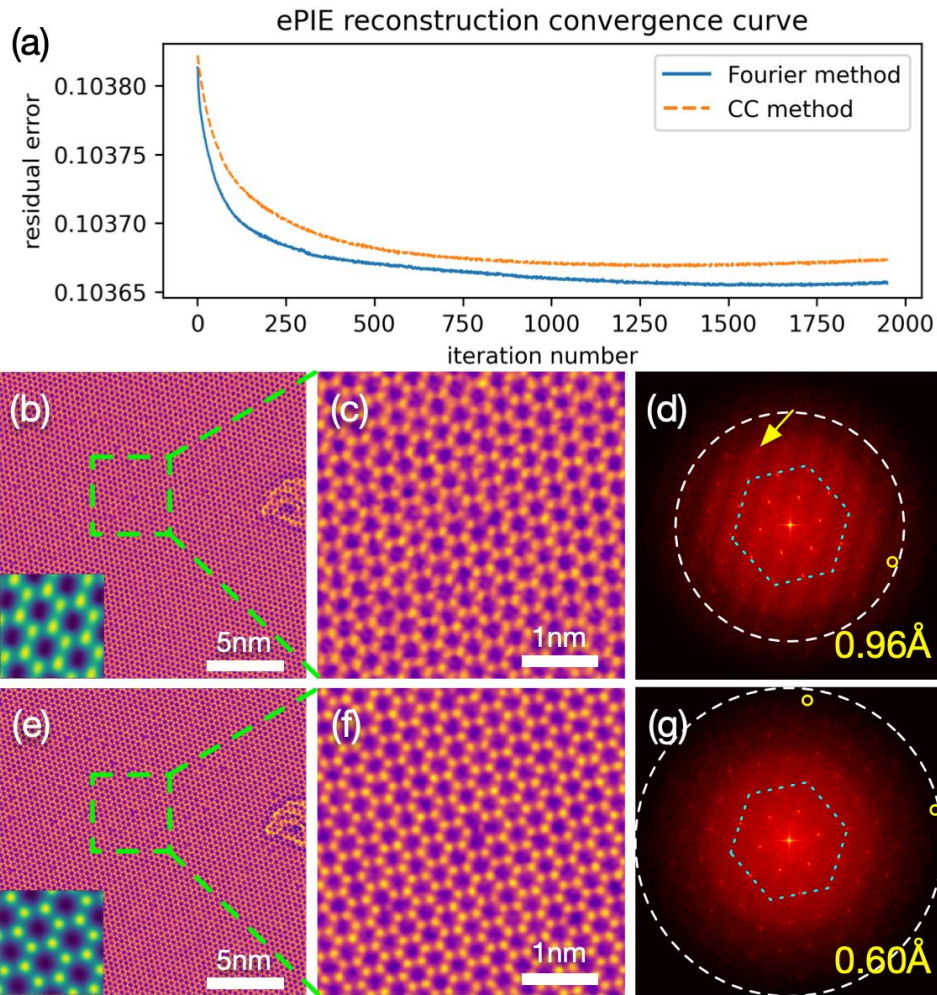 ePIE reconstruction convergence curve
(a)
residual error
0.10380
0.10375
0.10370
0.10365
Fourier method
CC method
0 250 500 750 1000 1250 1500 1750 2000
iteration number
(b)
5nm
(c)
1nm
(d)
0.96Å
(e)
5nm
(f)
1nm
(g)
0.60Å